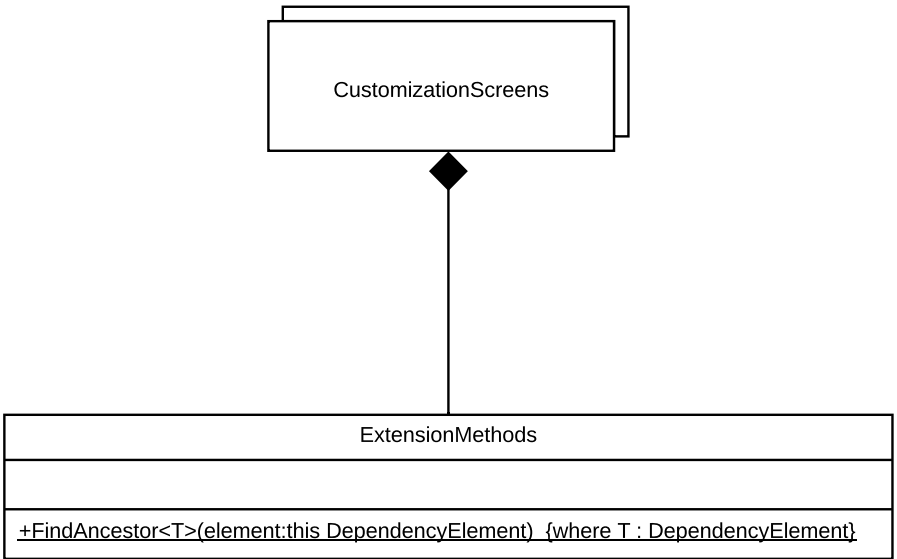 CustomizationScreens
ExtensionMethods
+FindAncestor<T>(element:this DependencyElement)  {where T : DependencyElement}